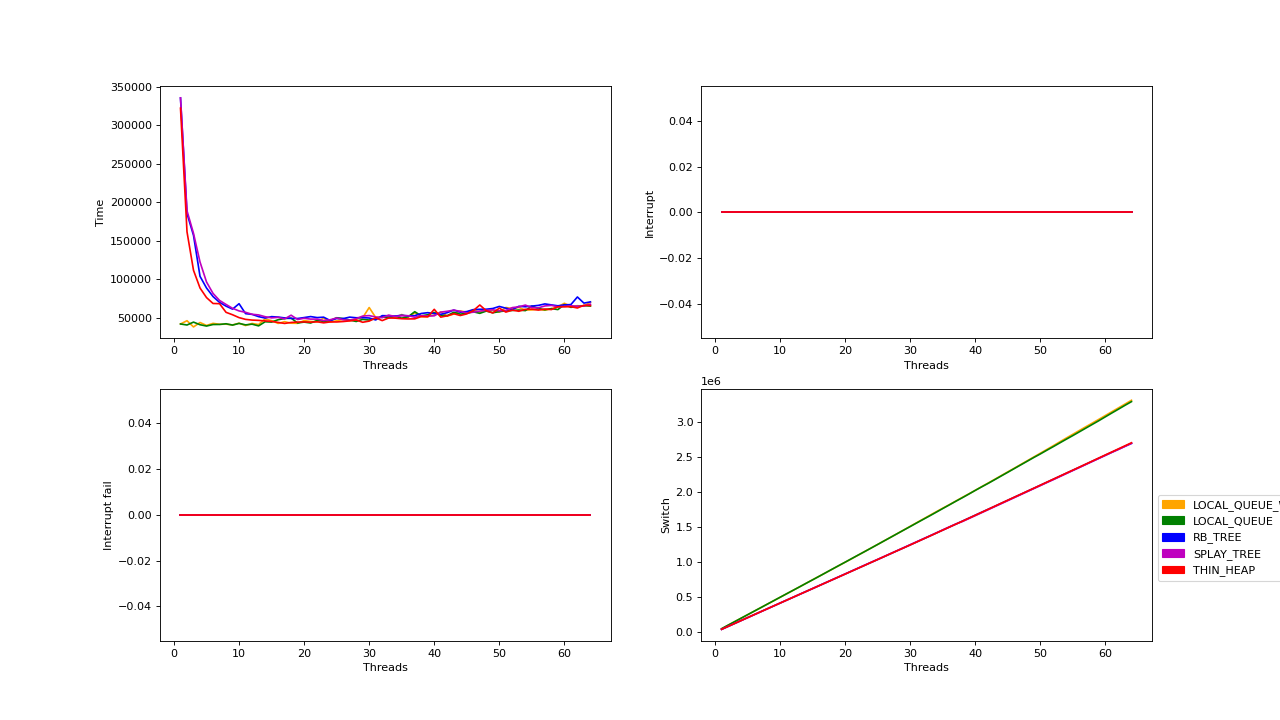 350000
300000
250000
200000
150000
100000
50000
Time
0 10 20 30 40 50 60
Threads
0.04
0.02
0.00
−0.02
−0.04
Interrupt
0 10 20 30 40 50 60
Threads
0.04
0.02
0.00
−0.02
−0.04
Interrupt fail
0 10 20 30 40 50 60
Threads
1e6
3.0
2.5
2.0
1.5
1.0
0.5
0.0
Switch
0 10 20 30 40 50 60
Threads
LOCAL_QUEUE_
LOCAL_QUEUE
RB_TREE
SPLAY_TREE
THIN_HEAP